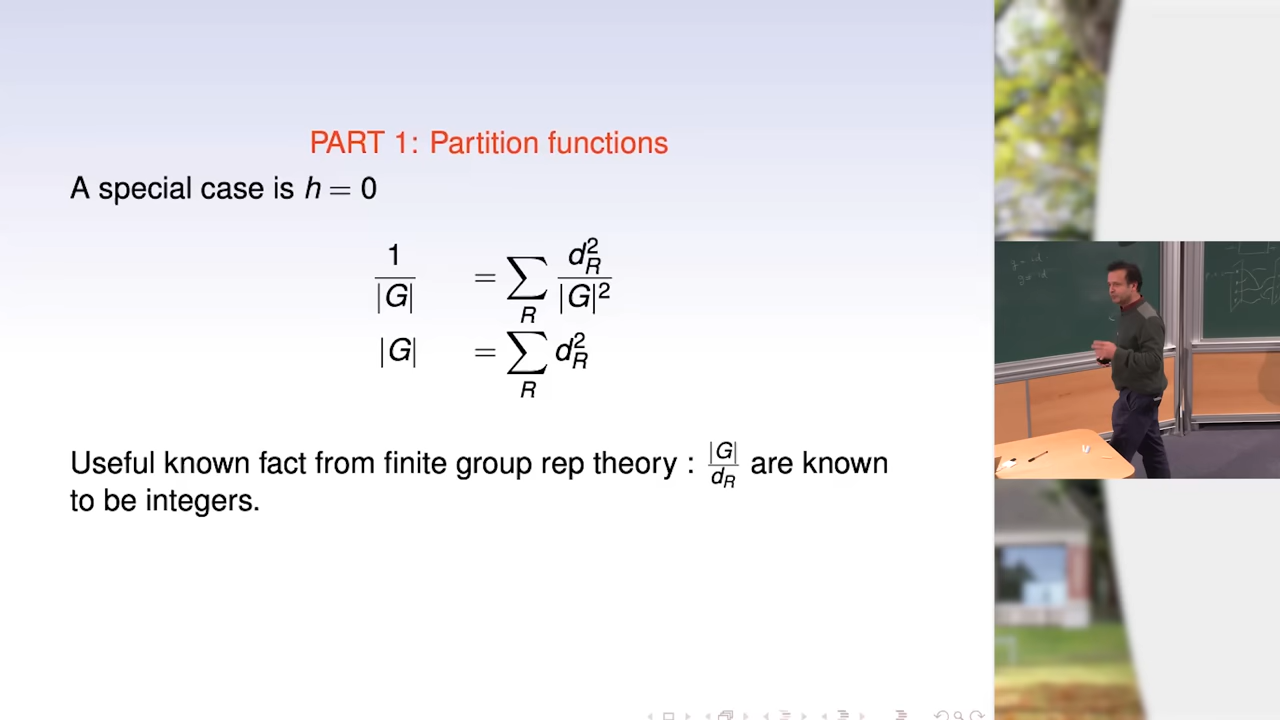 PART 1: Partition functions
A special case is h = 0
1/|G| = ∑_R d_R^2/|G|^2
|G| = ∑_R d_R^2
Useful known fact from finite group rep theory : |G|/d_R are known
to be integers.